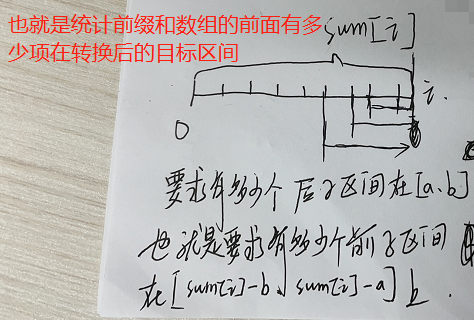 也就是统计前缀和数组的前面有多
少项在转换后的目标区间
sum[i]
i
0
要求有多少个 后子区间在[a,b]
也就是要求有多少个前子区间
在[sum[i]-b、sum[i]-a]